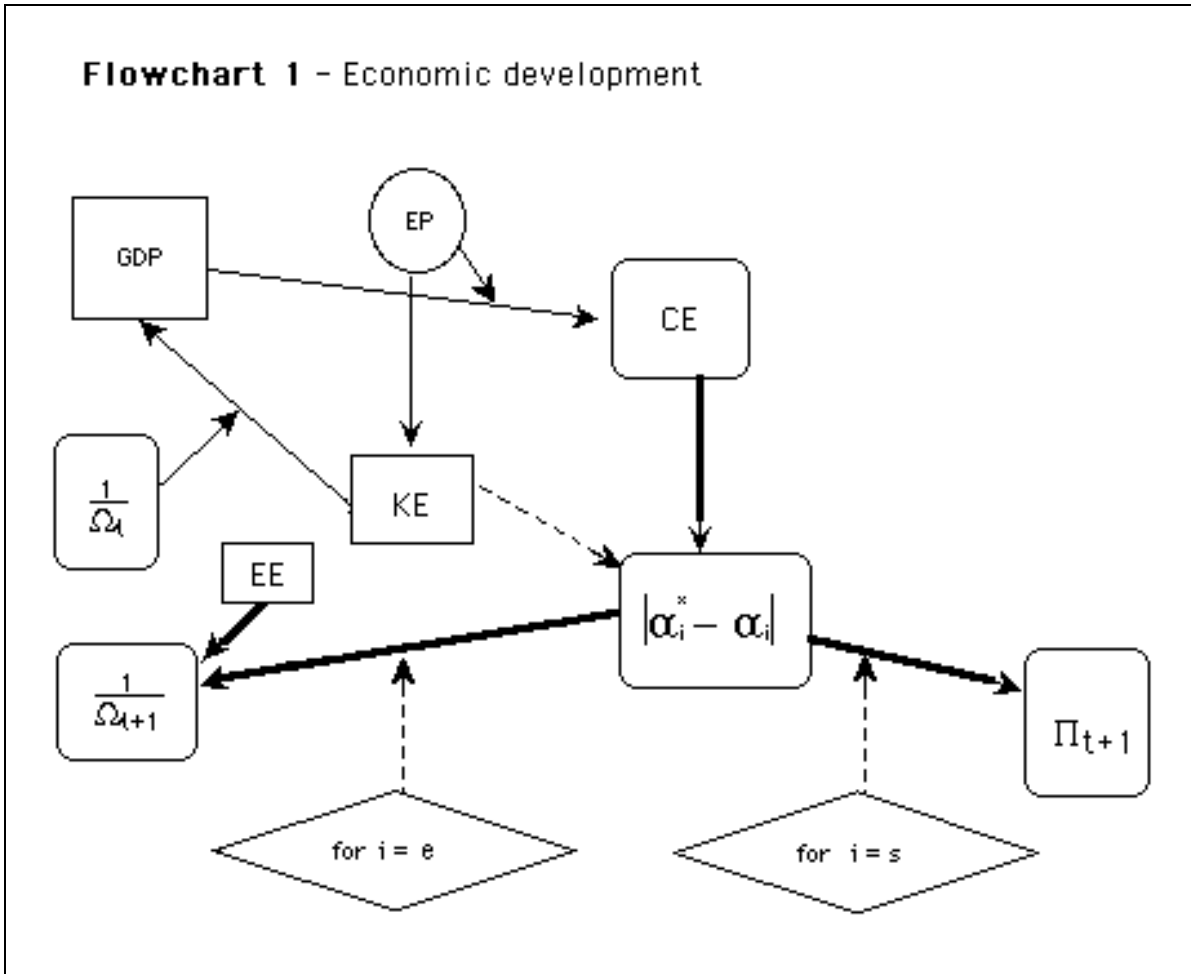 Flowchart 1 - Economic development
EP
GDP
CE
1
Ωt
KE
EE
|αᵢ* − αᵢ|
1
Ωt+1
Πt+1
for i = e
for i = s